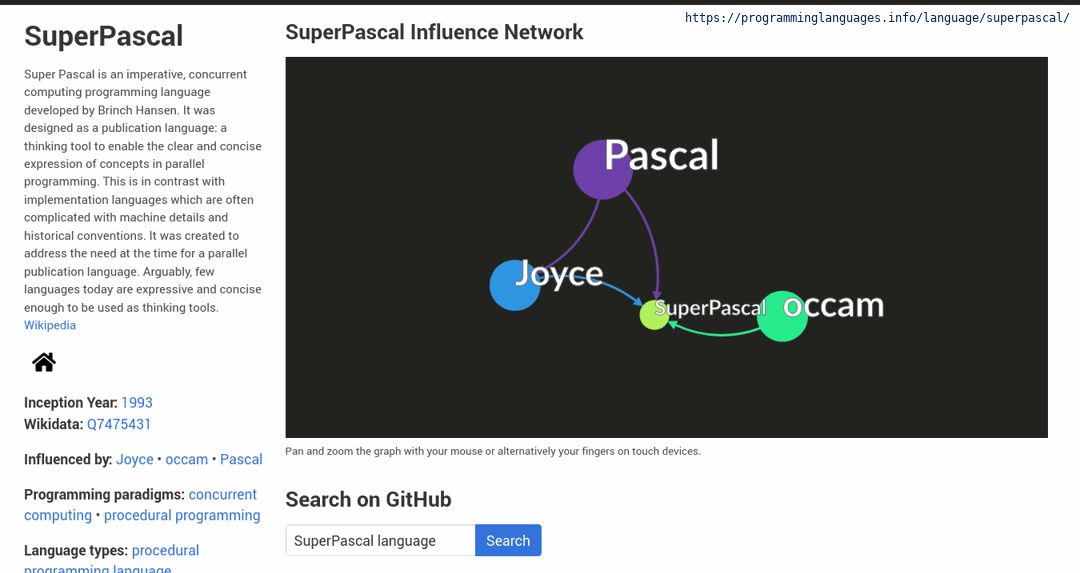 https://programminglanguages.info/language/superpascal/
SuperPascal
Super Pascal is an imperative, concurrent
computing programming language
developed by Brinch Hansen. It was
designed as a publication language: a
thinking tool to enable the clear and concise
expression of concepts in parallel
programming. This is in contrast with
implementation languages which are often
complicated with machine details and
historical conventions. It was created to
address the need at the time for a parallel
publication language. Arguably, few
languages today are expressive and concise
enough to be used as thinking tools.
Wikipedia
Inception Year: 1993
Wikidata: Q7475431
Influenced by: Joyce • occam • Pascal
Programming paradigms: concurrent
computing • procedural programming
Language types: procedural
programming language
SuperPascal Influence Network
Pascal
Joyce
SuperPascal
occam
Pan and zoom the graph with your mouse or alternatively your fingers on touch devices.
Search on GitHub
SuperPascal language
Search